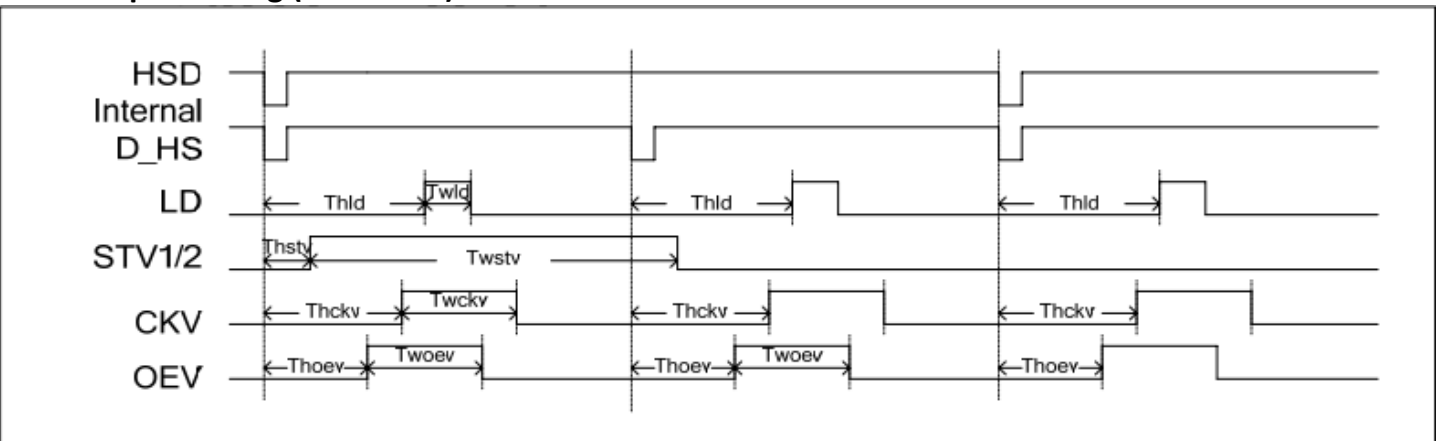 HSD
Internal
D_HS
LD Thld Twld Thld Thld
STV1/2 Thstv Twstv
CKV Thckv Twckv Thckv Thckv
OEV Thoev Twoev Thoev Twoev Thoev